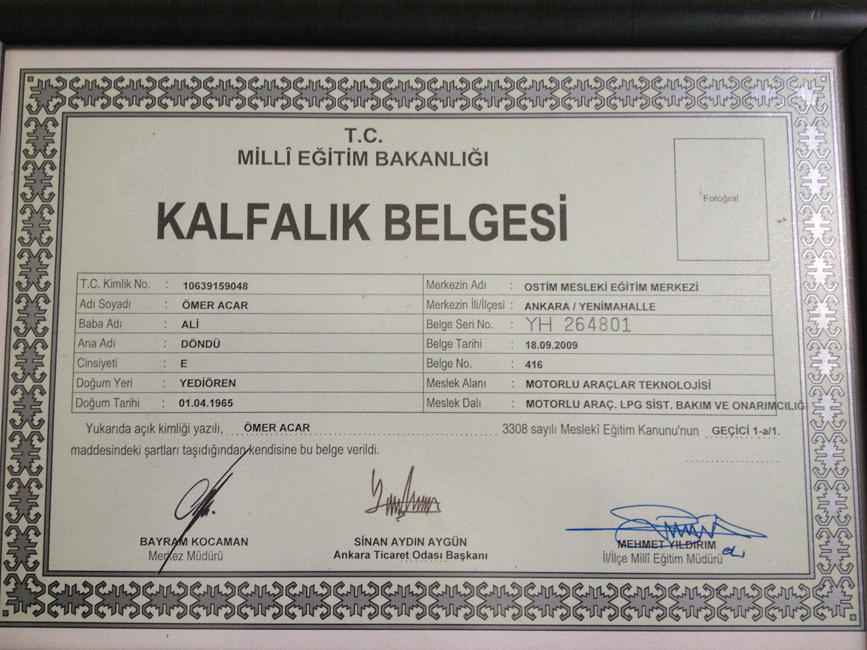 T.C.
MİLLÎ EĞİTİM BAKANLIĞI
KALFALIK BELGESİ
Fotoğraf
T.C. Kimlik No. : 10639159048
Adı Soyadı : ÖMER ACAR
Baba Adı : ALİ
Ana Adı : DÖNDÜ
Cinsiyeti : E
Doğum Yeri : YEDİÖREN
Doğum Tarihi : 01.04.1965
Merkezin Adı : OSTİM MESLEKİ EĞİTİM MERKEZİ
Merkezin İli/İlçesi : ANKARA / YENİMAHALLE
Belge Seri No. : YH 264801
Belge Tarihi : 18.09.2009
Belge No. : 416
Meslek Alanı : MOTORLU ARAÇLAR TEKNOLOJİSİ
Meslek Dalı : MOTORLU ARAÇ. LPG SİST. BAKIM VE ONARIMCILIĞI
Yukarıda açık kimliği yazılı, ÖMER ACAR 3308 sayılı Meslekî Eğitim Kanunu'nun GEÇİCİ 1-a/1.
maddesindeki şartları taşıdığından kendisine bu belge verildi.
BAYRAM KOCAMAN
Merkez Müdürü
SİNAN AYDIN AYGÜN
Ankara Ticaret Odası Başkanı
MEHMET YILDIRIM
İl/İlçe Millî Eğitim Müdürü